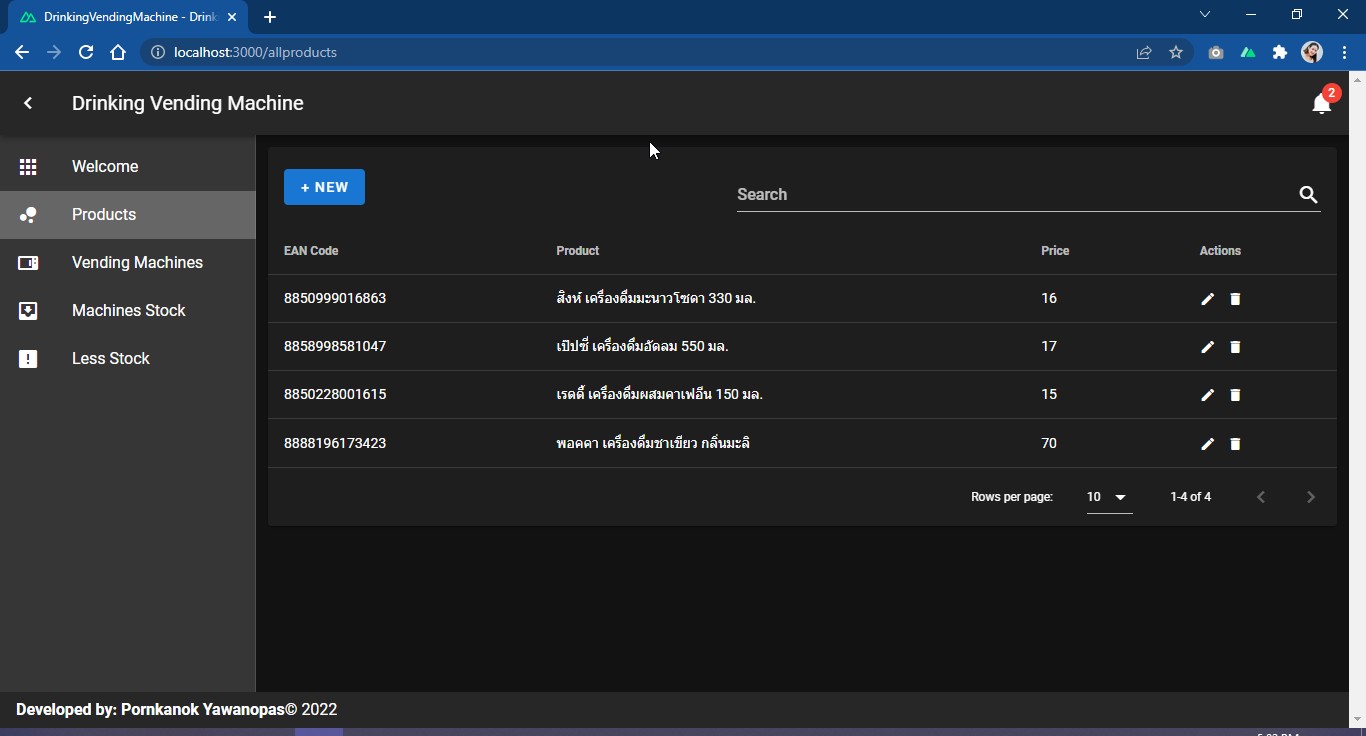 DrinkingVendingMachine - Drink
localhost:3000/allproducts
Drinking Vending Machine
2
Welcome
Products
Vending Machines
Machines Stock
Less Stock
+ NEW
Search
EAN Code Product Price Actions
8850999016863 สิงห์ เครื่องดื่มมะนาวโซดา 330 มล. 16
8858998581047 เป๊ปซี่ เครื่องดื่มอัดลม 550 มล. 17
8850228001615 เรดดี้ เครื่องดื่มผสมคาเฟอีน 150 มล. 15
8888196173423 พอคคา เครื่องดื่มชาเขียว กลิ่นมะลิ 70
Rows per page: 10 1-4 of 4
Developed by: Pornkanok Yawanopas© 2022